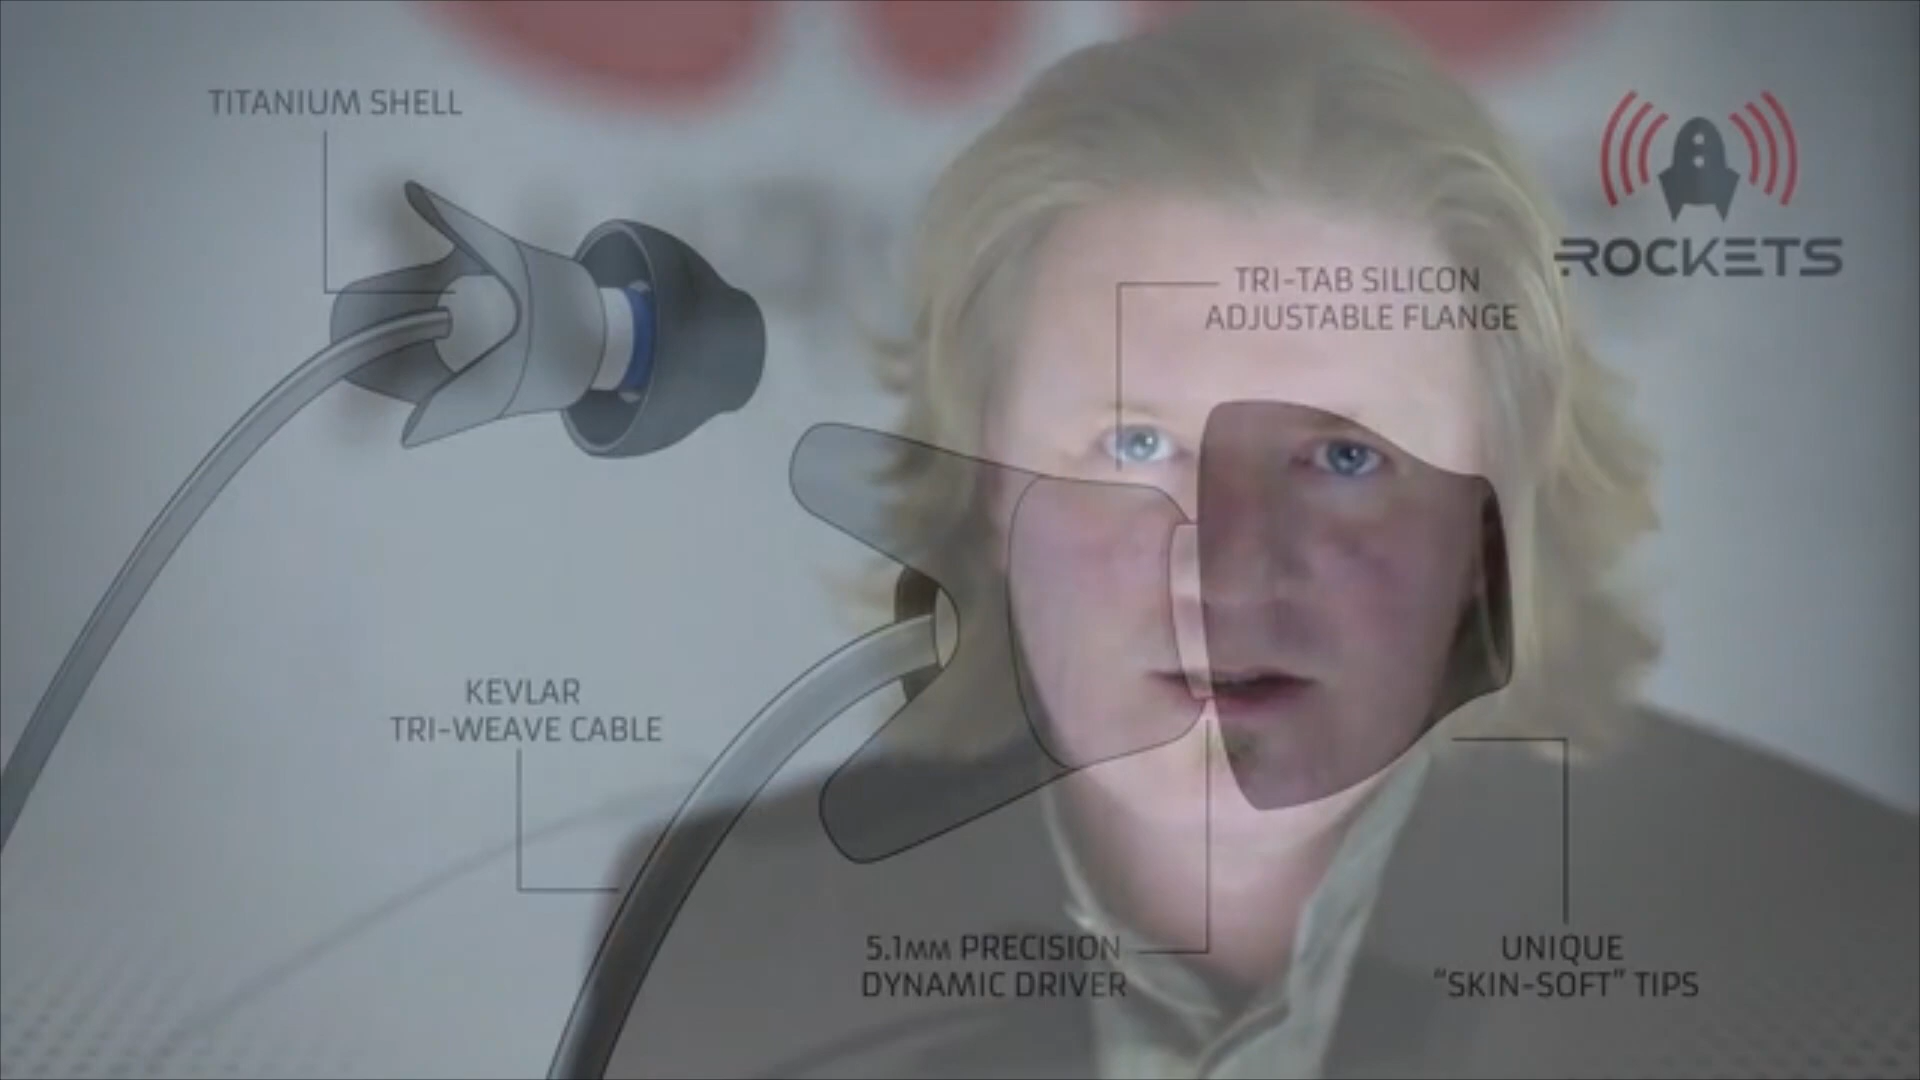 TITANIUM SHELL
ROCKETS
TRI-TAB SILICON
ADJUSTABLE FLANGE
KEVLAR
TRI-WEAVE CABLE
5.1MM PRECISION
DYNAMIC DRIVER
UNIQUE
“SKIN-SOFT” TIPS